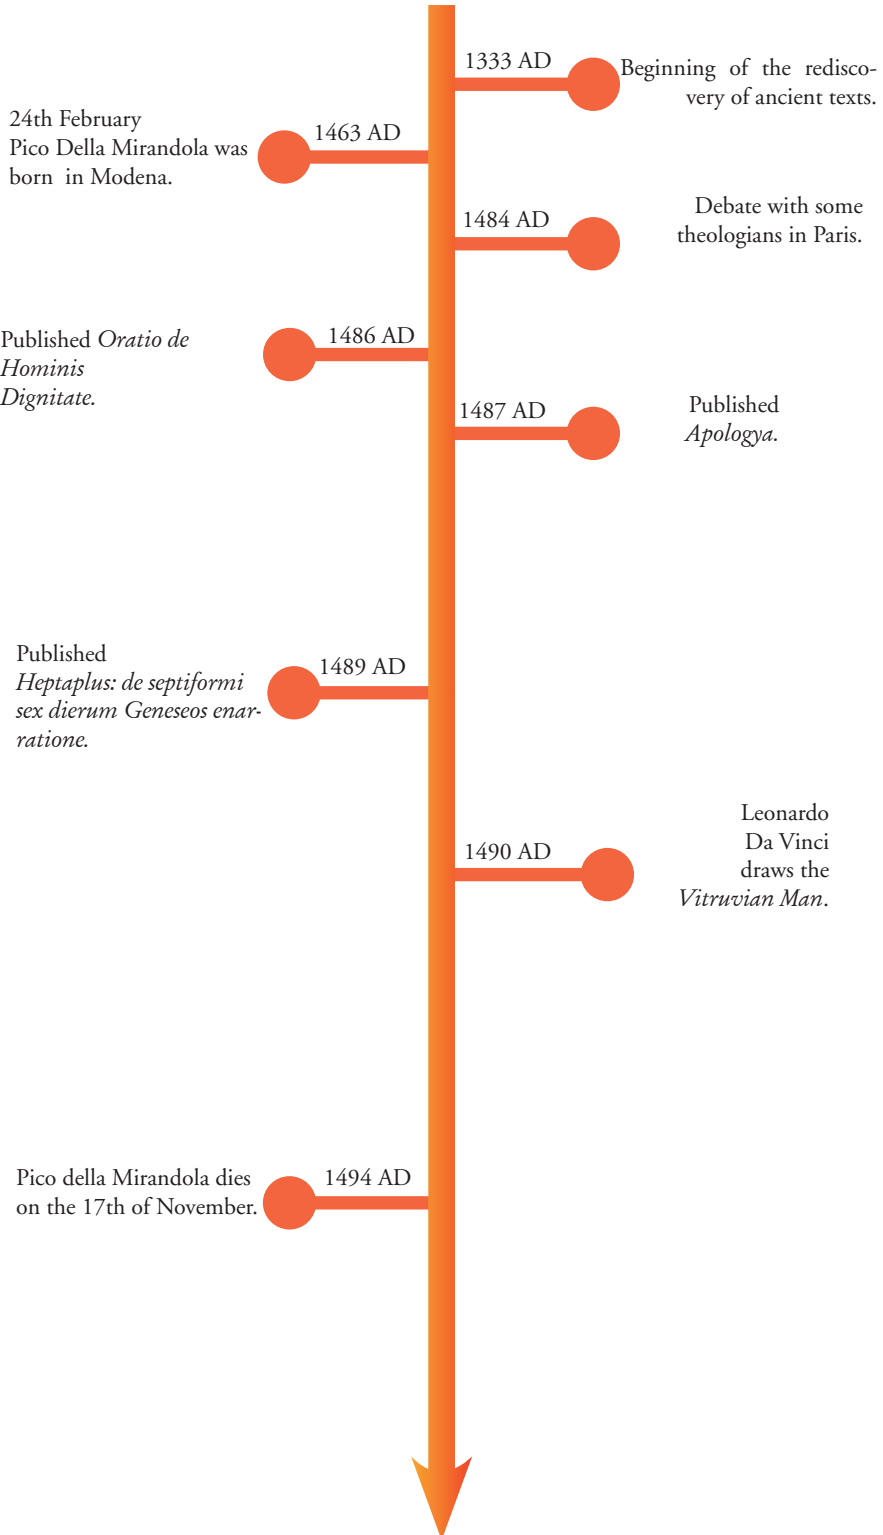 1333 AD
Beginning of the redisco-
very of ancient texts.
24th February
Pico Della Mirandola was
born in Modena.
1463 AD
1484 AD
Debate with some
theologians in Paris.
Published Oratio de
Hominis
Dignitate.
1486 AD
1487 AD
Published
Apologya.
Published
Heptaplus: de septiformi
sex dierum Geneseos enar-
ratione.
1489 AD
1490 AD
Leonardo
Da Vinci
draws the
Vitruvian Man.
Pico della Mirandola dies
on the 17th of November.
1494 AD